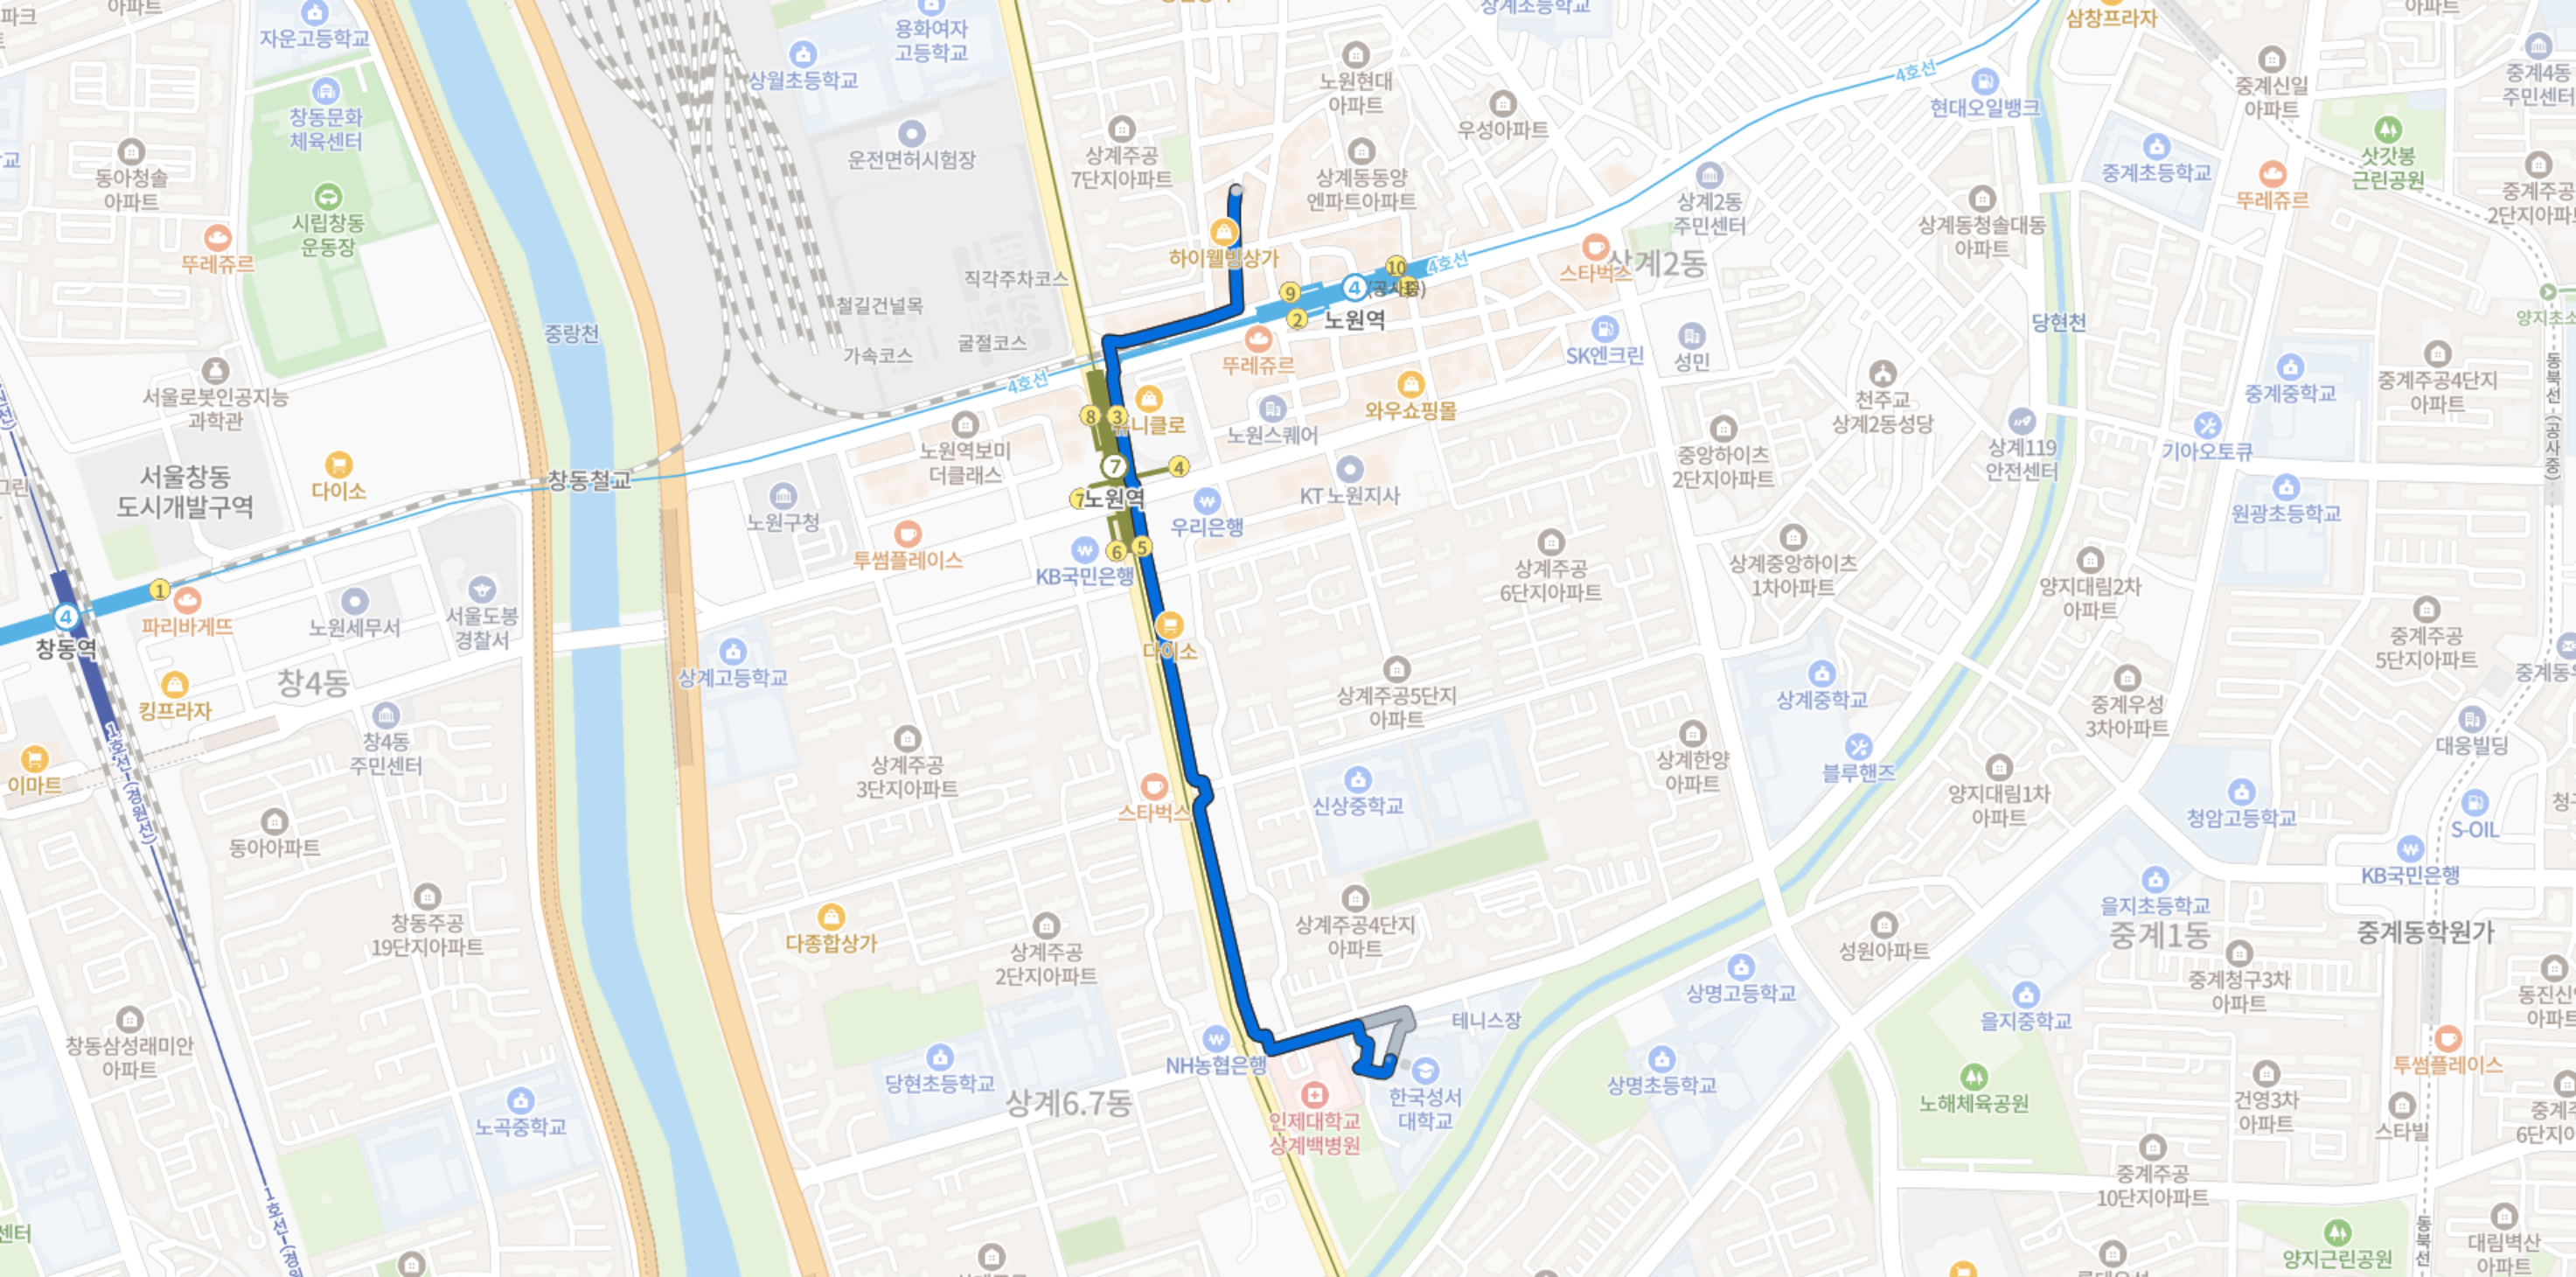 아파트
자운고등학교
용화여자
고등학교
상계초등학교
삼창프라자
아파트
파크
상월초등학교
노원현대
아파트
4호선
현대오일뱅크
중계신일
아파트
중계4동
주민센터
창동문화
체육센터
운전면허시험장
우성아파트
상계주공
7단지아파트
중계초등학교
삿갓봉
근린공원
동아청솔
아파트
상계동동양
엔파트아파트
상계2동
주민센터
뚜레쥬르
중계주공
2단지아파트
시립창동
운동장
상계동청솔대동
아파트
뚜레쥬르
하이웰빙상가
직각주차코스
10
4호선
스타벅스
상계2동
철길건널목
9
4
(공사중)
2
노원역
당현천
양지초소
중랑천
가속코스
굴절코스
뚜레쥬르
SK엔크린
성민
4호선
서울로봇인공지능
과학관
와우쇼핑몰
천주교
상계2동성당
중계중학교
중계주공4단지
아파트
동북선 (공사중)
8
3
유니클로
노원스퀘어
노원역보미
더클래스
중앙하이츠
2단지아파트
상계119
안전센터
기아오토큐
서울창동
도시개발구역
다이소
창동철교
7
4
7
노원역
KT 노원지사
노원구청
우리은행
원광초등학교
투썸플레이스
6
5
KB국민은행
상계주공
6단지아파트
상계중앙하이츠
1차아파트
양지대림2차
아파트
1
4
창동역
파리바게뜨
노원세무서
서울도봉
경찰서
중계주공
5단지아파트
다이소
창4동
킹프라자
상계고등학교
상계주공5단지
아파트
상계중학교
중계우성
3차아파트
대웅빌딩
1호선-(경원선)
창4동
주민센터
이마트
상계주공
3단지아파트
상계한양
아파트
블루핸즈
스타벅스
신상중학교
양지대림1차
아파트
청암고등학교
S-OIL
동아아파트
KB국민은행
창동주공
19단지아파트
다종합상가
상계주공
2단지아파트
상계주공4단지
아파트
성원아파트
을지초등학교
중계1동
중계동학원가
중계청구3차
아파트
상명고등학교
을지중학교
테니스장
창동삼성래미안
아파트
NH농협은행
당현초등학교
상계6.7동
한국성서
대학교
상명초등학교
노해체육공원
투썸플레이스
건영3차
아파트
스타빌
노곡중학교
인제대학교
상계백병원
중계주공
10단지아파트
6단지
1호선-(경원
센터
동북선
양지근린공원
대림벽산
아파트